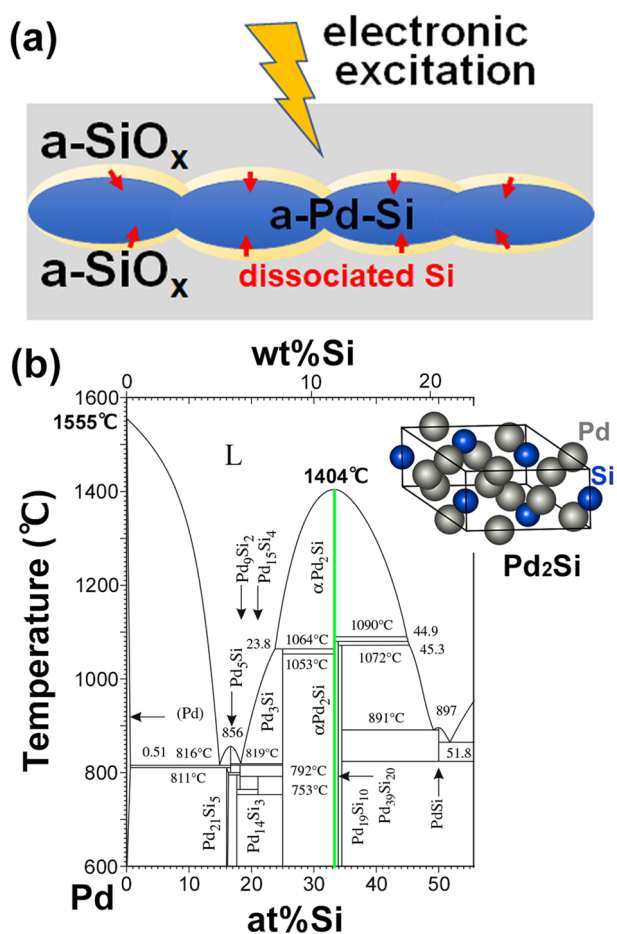 (a)
electronic
excitation
a-SiOx
a-Pd-Si
a-SiOx
dissociated Si
(b)
wt%Si
0
10
20
1600
1555℃
L
Pd
Si
Pd2Si
1404℃
1400
Temperature (℃)
Pd9Si2
Pd15Si4
αPd2Si
1200
1090°C
44.9
23.8
1064°C
45.3
1053°C
1072°C
Pd5Si
Pd3Si
αPd2Si
1000
(Pd)
856
891°C
897
0.51
816°C
819°C
51.8
811°C
792°C
753°C
800
Pd21Si5
Pd14Si3
Pd19Si10
Pd39Si20
PdSi
600
Pd
0
10
20
30
40
50
at%Si